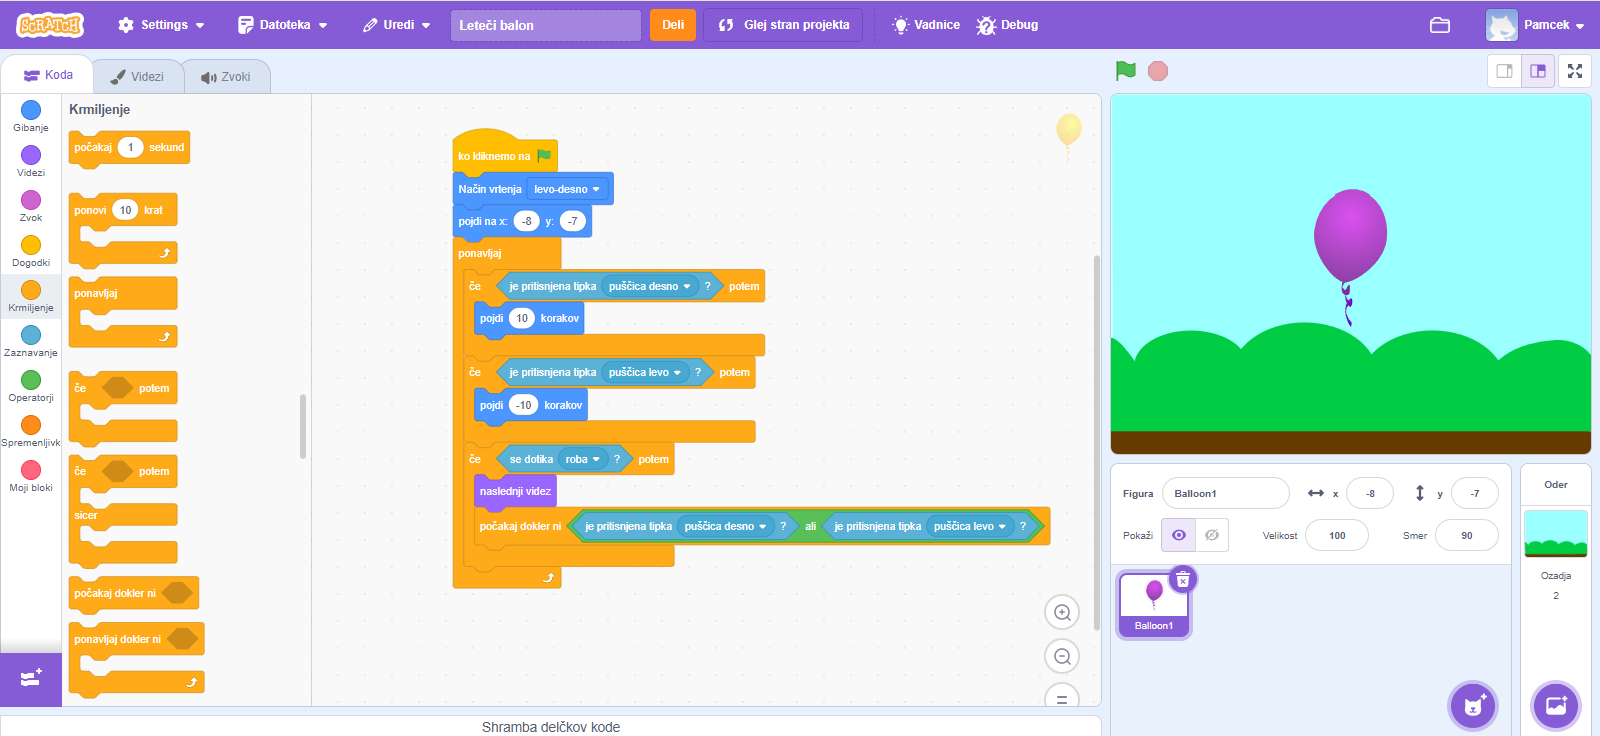 SCRATCH Settings Datoteka Uredi Leteči balon Deli Glej stran projekta Vadnice Debug Pamcek
Koda Videzi Zvoki
Gibanje
Videzi
Zvok
Dogodki
Krmiljenje
Zaznavanje
Operatorji
Spremenljivk
Moji bloki
Krmiljenje
počakaj 1 sekund
ponovi 10 krat
ponavljaj
če potem
če potem
sicer
počakaj dokler ni
ponavljaj dokler ni
ko kliknemo na
Način vrtenja levo-desno
pojdi na x: -8 y: -7
ponavljaj
če je pritisnjena tipka puščica desno ? potem
pojdi 10 korakov
če je pritisnjena tipka puščica levo ? potem
pojdi -10 korakov
če se dotika roba ? potem
naslednji videz
počakaj dokler ni je pritisnjena tipka puščica desno ? ali je pritisnjena tipka puščica levo ?
Shramba delčkov kode
Figura Balloon1 x -8 y -7
Pokaži Velikost 100 Smer 90
Balloon1
Oder
Ozadja
2